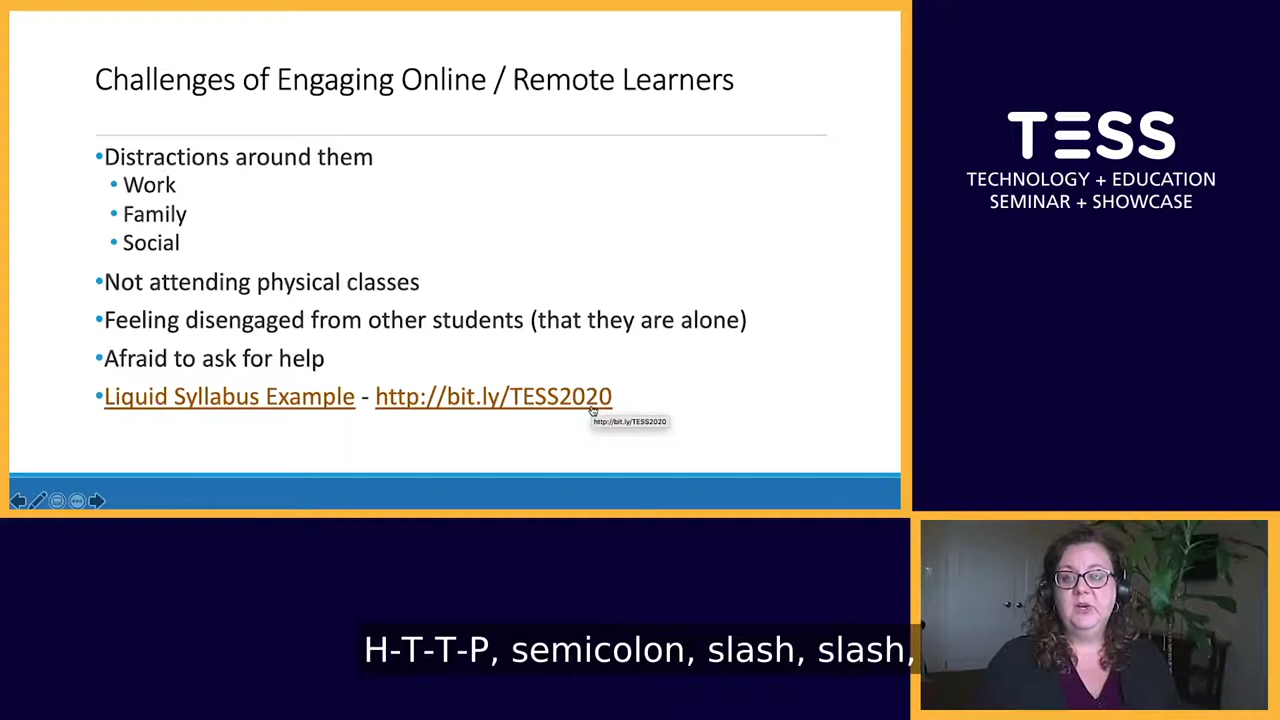 Challenges of Engaging Online / Remote Learners
•Distractions around them
• Work
• Family
• Social
•Not attending physical classes
•Feeling disengaged from other students (that they are alone)
•Afraid to ask for help
•Liquid Syllabus Example - http://bit.ly/TESS2020
http://bit.ly/TESS2020
TESS
TECHNOLOGY + EDUCATION
SEMINAR + SHOWCASE
H-T-T-P, semicolon, slash, slash,